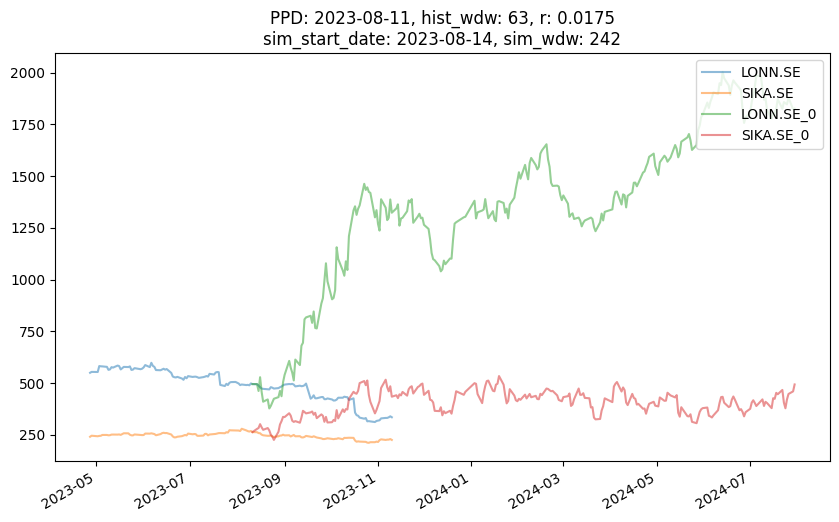 PPD: 2023-08-11, hist_wdw: 63, r: 0.0175
sim_start_date: 2023-08-14, sim_wdw: 242
LONN.SE
SIKA.SE
LONN.SE_0
SIKA.SE_0
2000
1750
1500
1250
1000
750
500
250
2023-05
2023-07
2023-09
2023-11
2024-01
2024-03
2024-05
2024-07